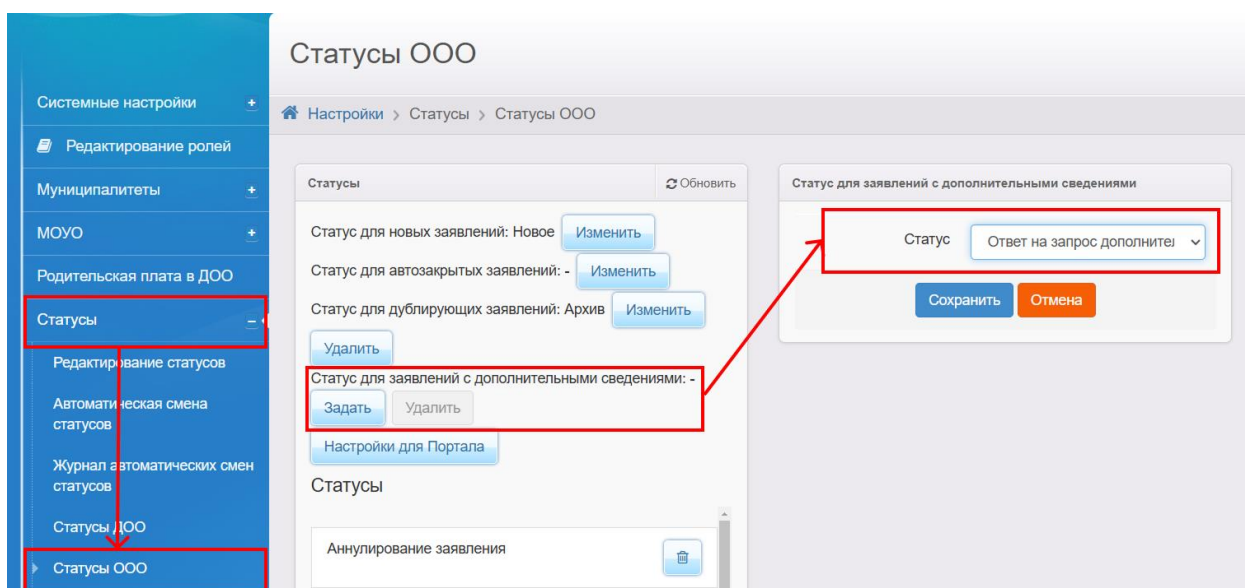 Статусы ООО
Системные настройки
Редактирование ролей
Муниципалитеты
МОУО
Родительская плата в ДОО
Статусы
Редактирование статусов
Автоматическая смена
статусов
Журнал автоматических смен
статусов
Статусы ДОО
Статусы ООО
Настройки > Статусы > Статусы ООО
Статусы
Обновить
Статус для новых заявлений: Новое Изменить
Статус для автозакрытых заявлений: - Изменить
Статус для дублирующих заявлений: Архив Изменить
Удалить
Статус для заявлений с дополнительными сведениями: -
Задать Удалить
Настройки для Портала
Статусы
Аннулирование заявления
Статус для заявлений с дополнительными сведениями
Статус Ответ на запрос дополнител
Сохранить Отмена